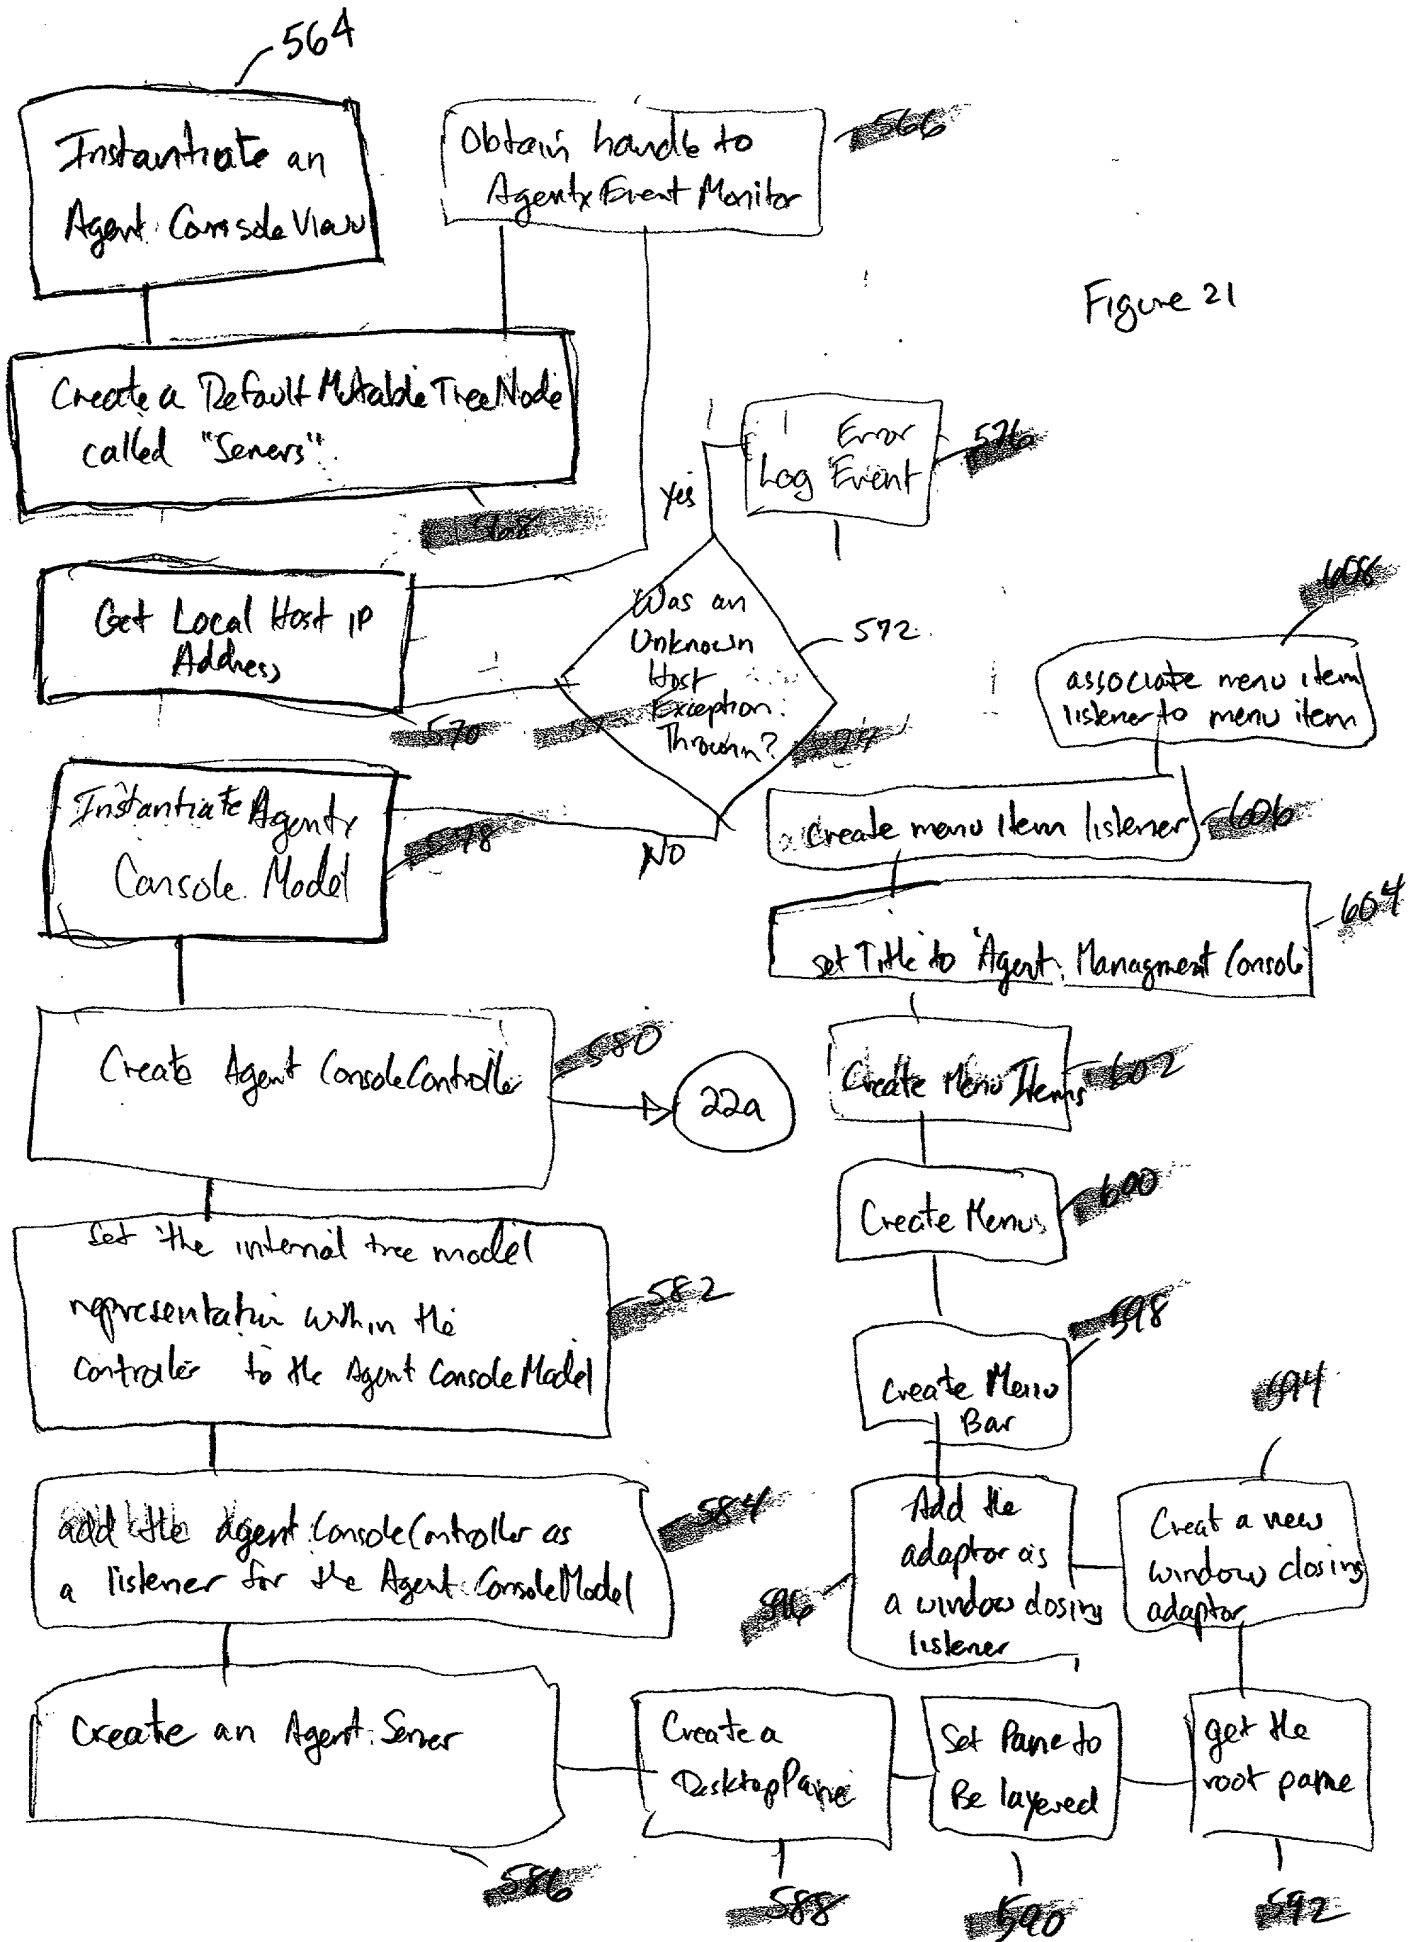 564
Instantiate an
Agent ConsoleView
Obtain handle to
Agentx Event Monitor
566
Figure 21
Create a Default MutableTreeNode
called "Servers"
568
Error
Log Event
576
Yes
Get Local Host IP
Address
570
Was an
Unknown
Host
Exception
Thrown?
572
574
No
608
associate menu item
listener to menu item
Instantiate Agentx
Console Model
578
create menu item listener
606
set Title to "Agent Managment Console
604
Create Agent ConsoleController
580
22a
Create Menu Items
602
Create Menus
600
Set the internal tree model
representation within the
controller to the Agent ConsoleModel
582
Create Menu
Bar
598
594
add the agent ConsoleController as
a listener for the Agent ConsoleModel
584
Add the
adaptor as
a window closing
listener
596
Creat a new
window closing
adaptor
Create an Agent Server
586
Create a
DesktopPane
588
Set Pane to
Be layered
590
get the
root pane
592